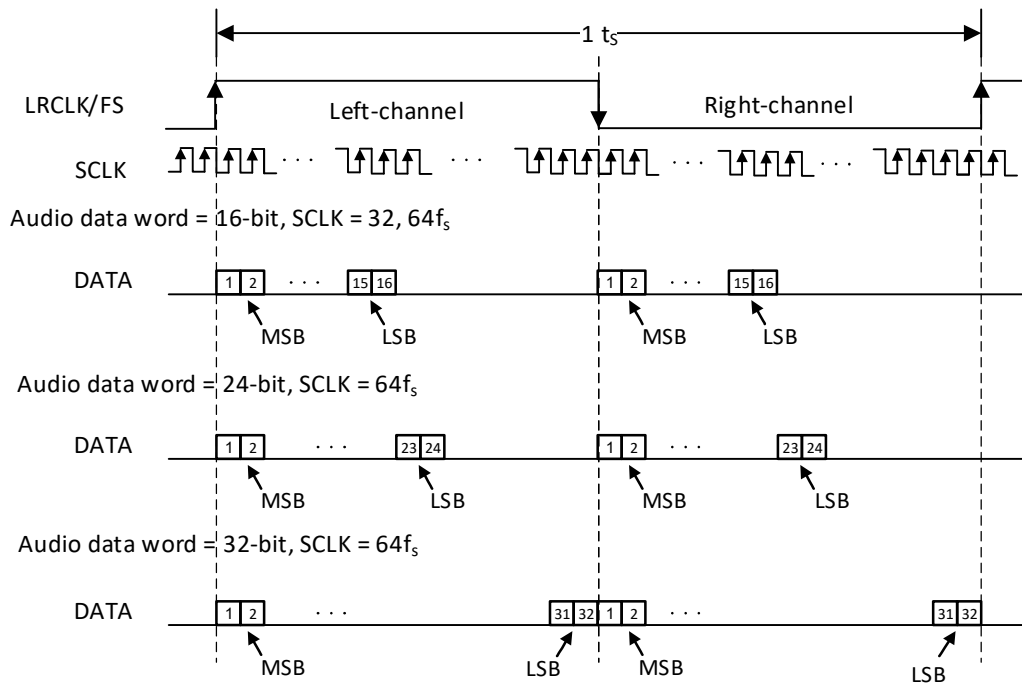 1 tS
LRCLK/FS
Left-channel
Right-channel
SCLK
. . .
. . .
. . .
. . .
Audio data word = 16-bit, SCLK = 32, 64fs
DATA
1 2 . . . 15 16 1 2 . . . 15 16
MSB LSB MSB LSB
Audio data word = 24-bit, SCLK = 64fs
DATA
1 2 . . . 23 24 1 2 . . . 23 24
MSB LSB MSB LSB
Audio data word = 32-bit, SCLK = 64fs
DATA
1 2 . . . 31 32 1 2 . . . 31 32
MSB LSB MSB LSB